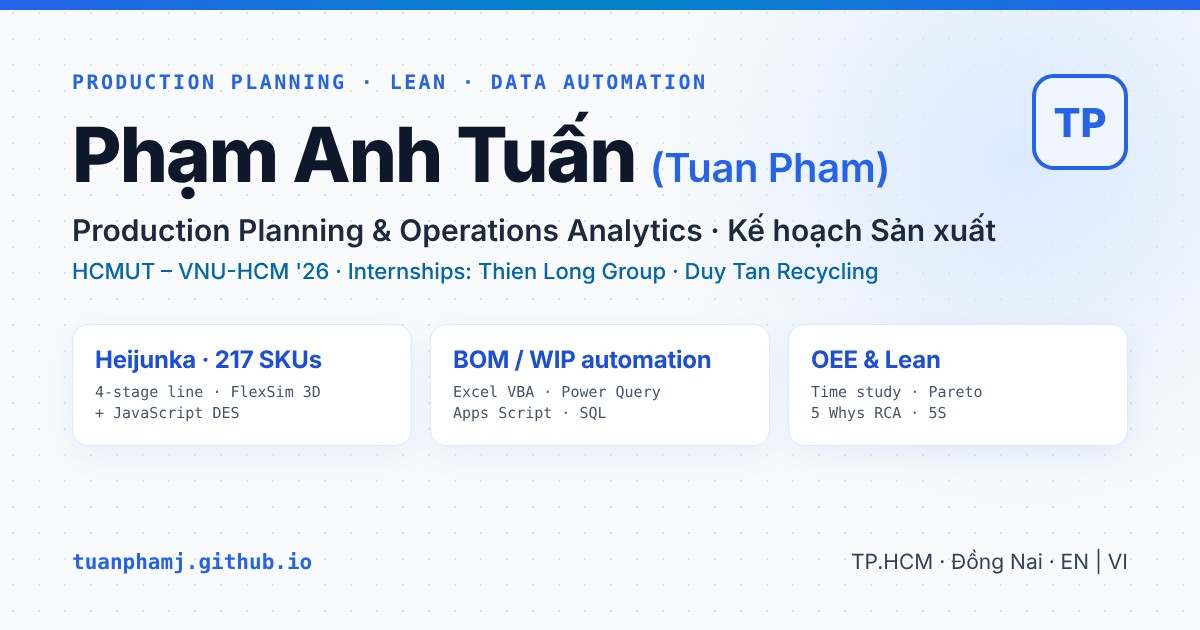 PRODUCTION PLANNING · LEAN · DATA AUTOMATION
TP
Phạm Anh Tuấn (Tuan Pham)
Production Planning & Operations Analytics · Kế hoạch Sản xuất
HCMUT – VNU-HCM '26 · Internships: Thien Long Group · Duy Tan Recycling
Heijunka · 217 SKUs
4-stage line · FlexSim 3D
+ JavaScript DES
BOM / WIP automation
Excel VBA · Power Query
Apps Script · SQL
OEE & Lean
Time study · Pareto
5 Whys RCA · 5S
tuanphamj.github.io
TP.HCM · Đồng Nai · EN | VI